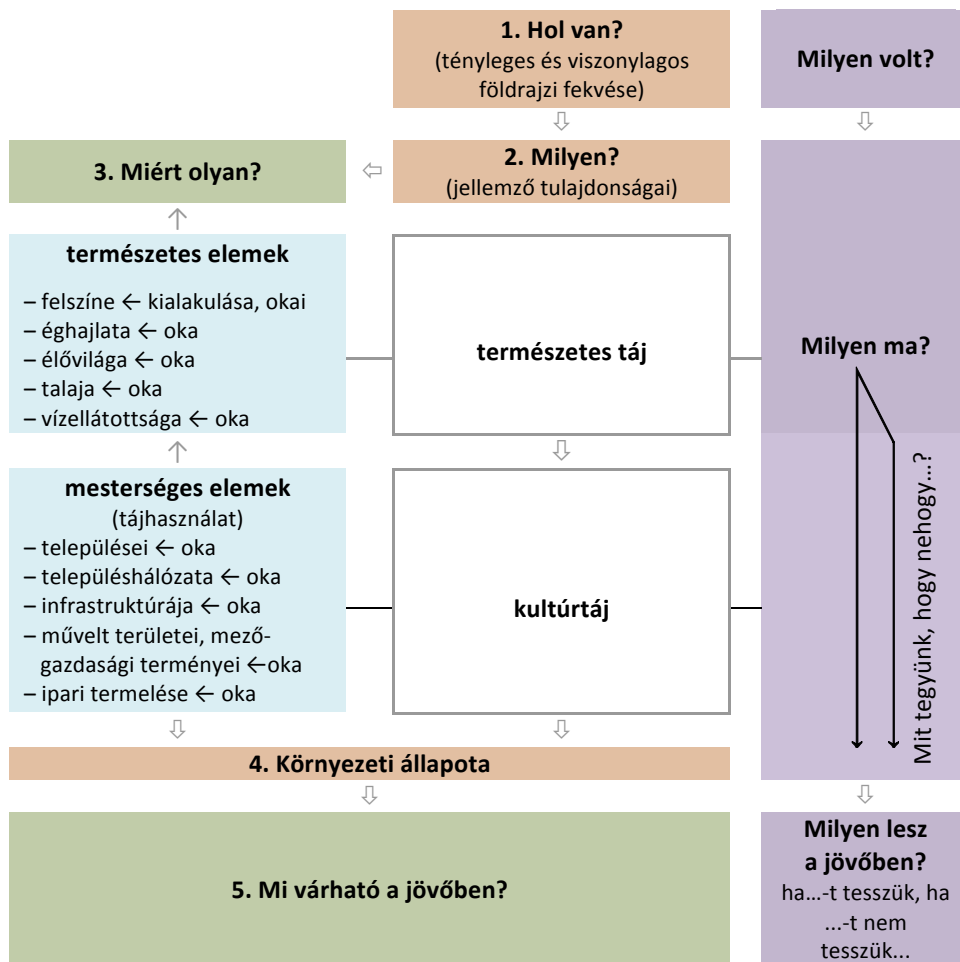 1. Hol van?
(tényleges és viszonylagos
földrajzi fekvése)
Milyen volt?
3. Miért olyan?
2. Milyen?
(jellemző tulajdonságai)
természetes elemek
– felszíne ← kialakulása, okai
– éghajlata ← oka
– élővilága ← oka
– talaja ← oka
– vízellátottsága ← oka
természetes táj
Milyen ma?
mesterséges elemek
(tájhasználat)
– települései ← oka
– településhálózata ← oka
– infrastruktúrája ← oka
– művelt területei, mező-
gazdasági terményei ←oka
– ipari termelése ← oka
kultúrtáj
Mit tegyünk, hogy nehogy...?
4. Környezeti állapota
5. Mi várható a jövőben?
Milyen lesz
a jövőben?
ha...-t tesszük, ha
...-t nem
tesszük...